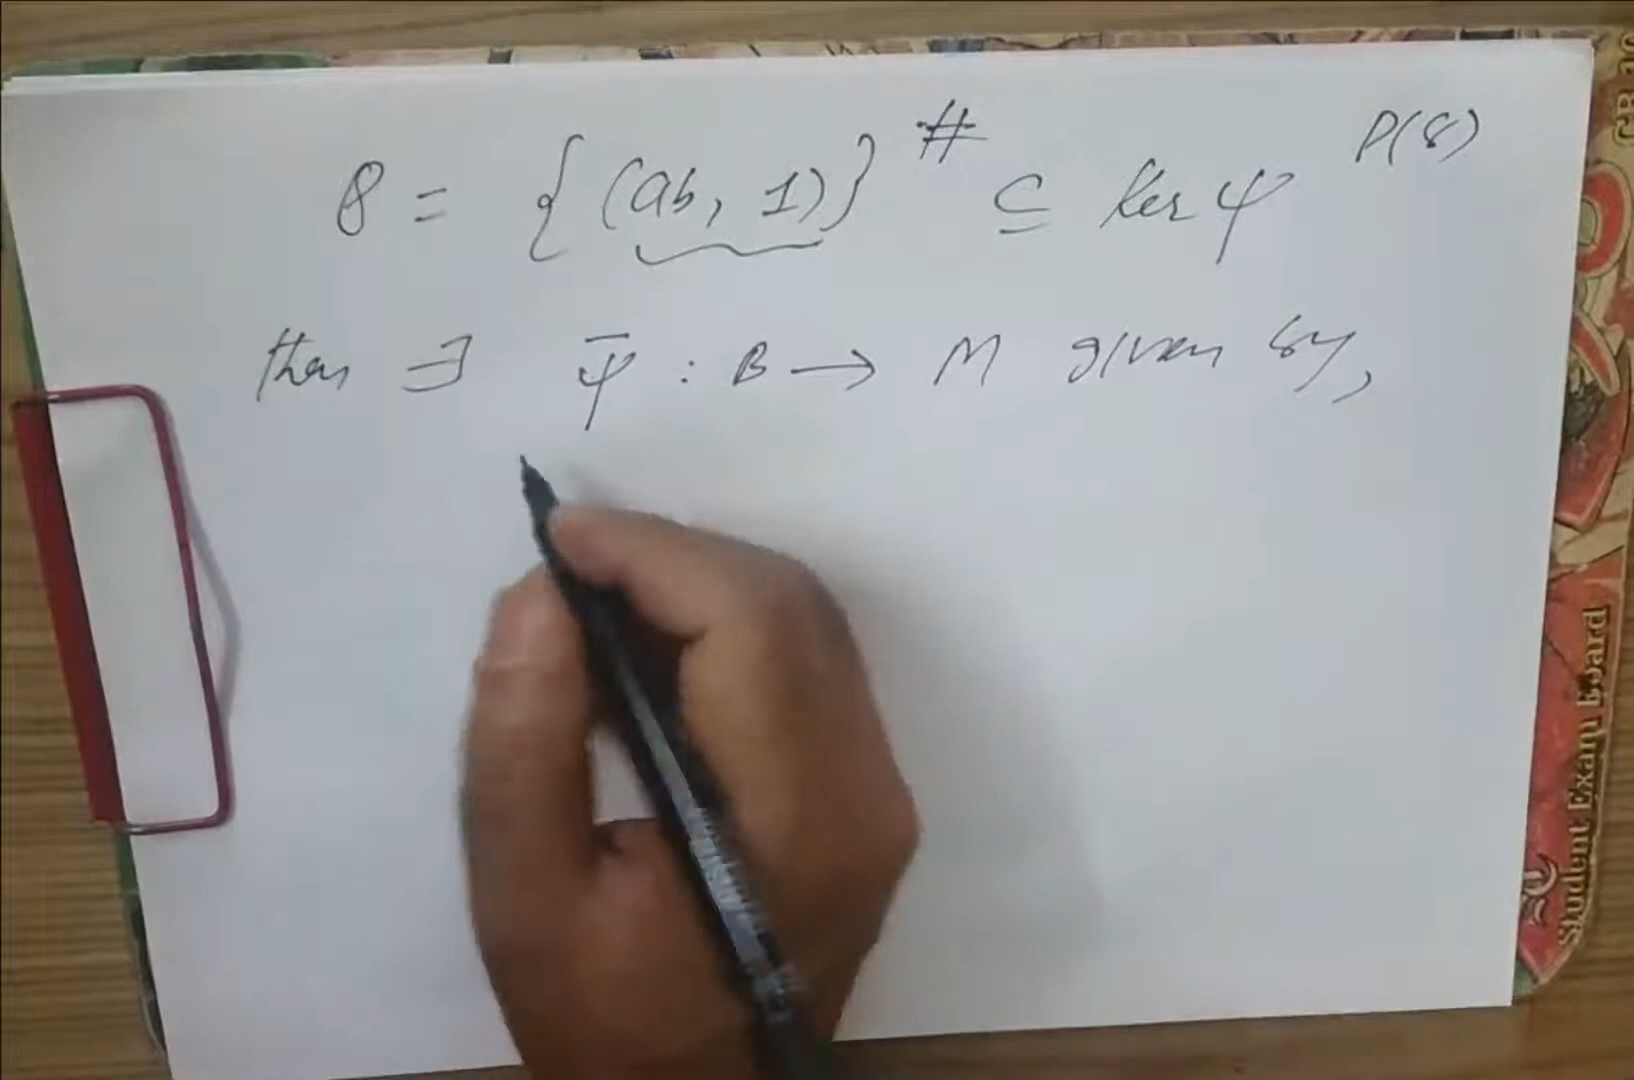 P(8)
8 = {(ab, 1)}^# ⊆ ker ψ
then ∃ ψ̄ : B → M given by,
Student Exam Board